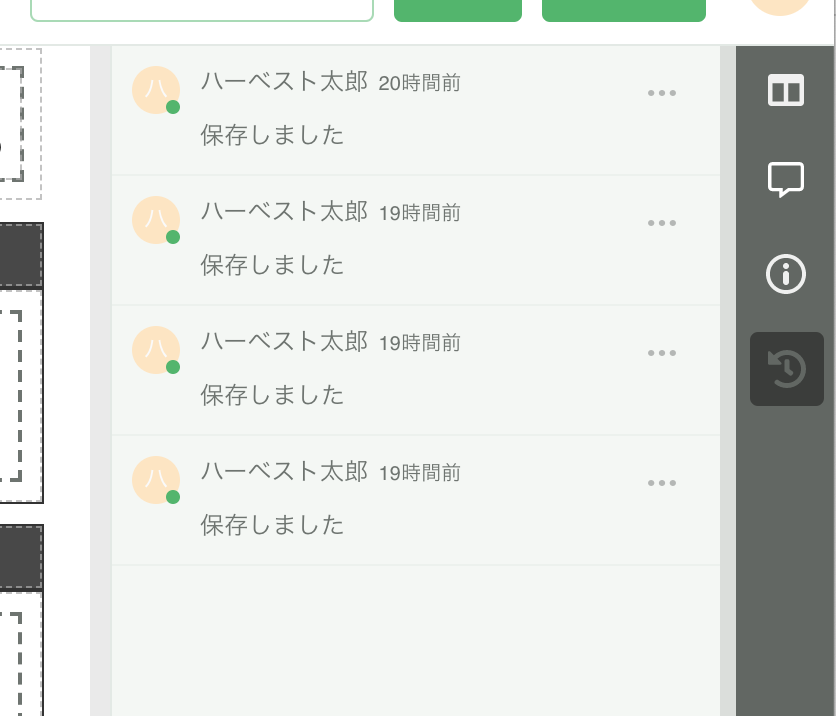 ハ
ハーベスト太郎 20時間前
保存しました
ハ
ハーベスト太郎 19時間前
保存しました
ハ
ハーベスト太郎 19時間前
保存しました
ハ
ハーベスト太郎 19時間前
保存しました